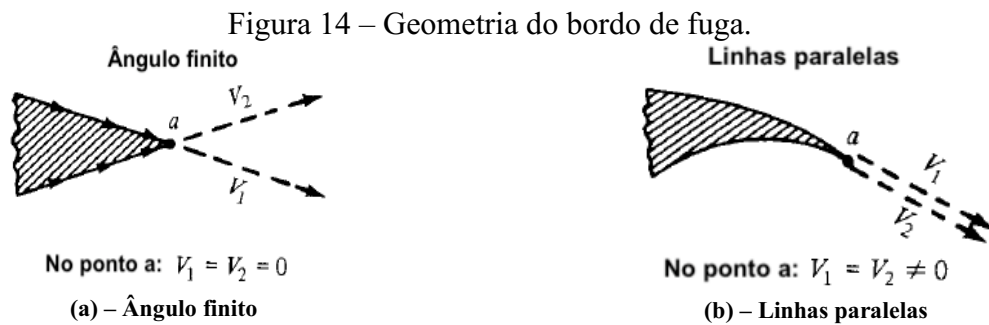 Figura 14 – Geometria do bordo de fuga.
Ângulo finito
V₂
a
V₁
No ponto a: V₁ = V₂ = 0
(a) – Ângulo finito
Linhas paralelas
a
V₁
V₂
No ponto a: V₁ = V₂ ≠ 0
(b) – Linhas paralelas